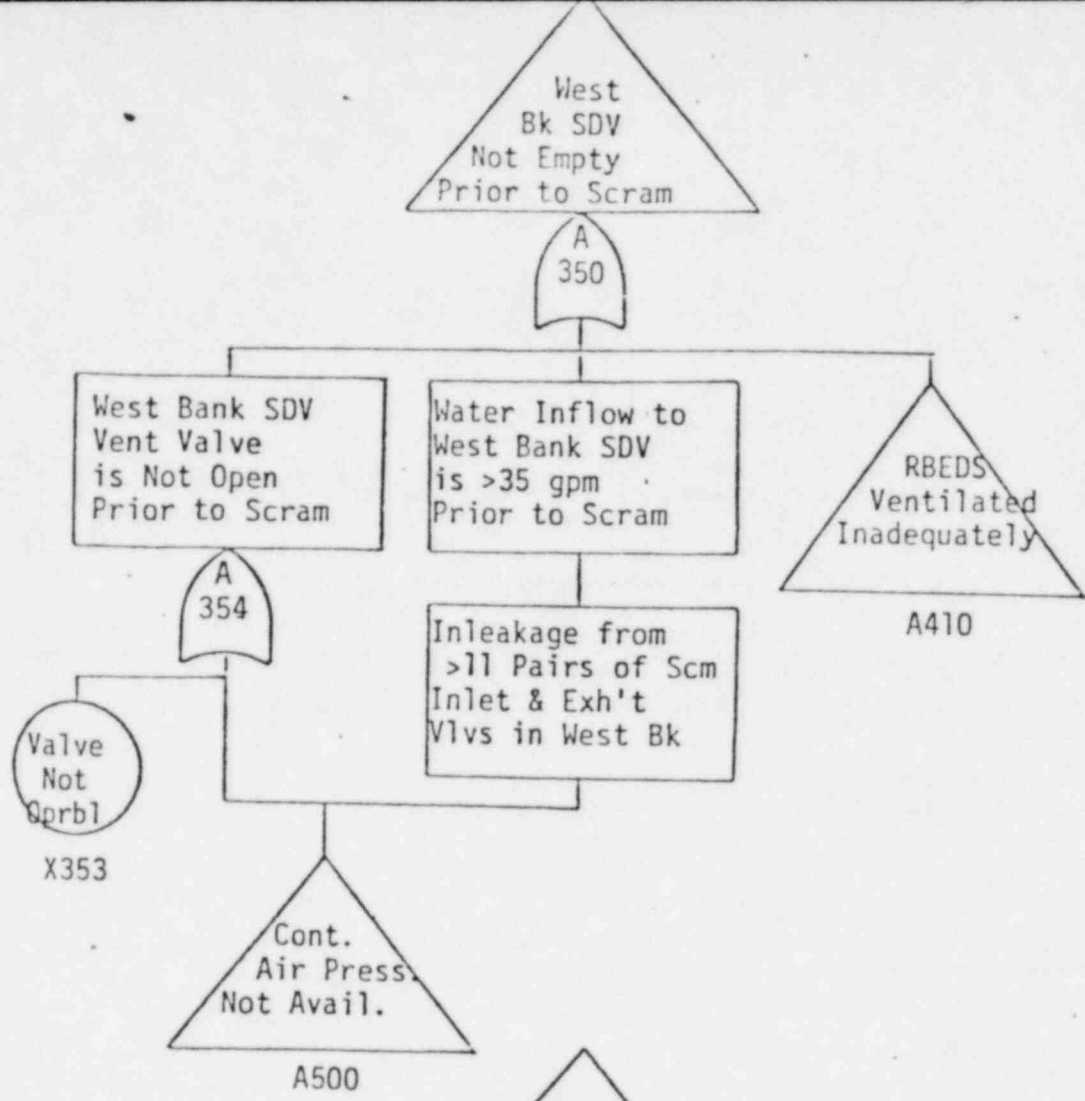 West
Bk SDV
Not Empty
Prior to Scram
A
350
West Bank SDV
Vent Valve
is Not Open
Prior to Scram
Water Inflow to
West Bank SDV
is >35 gpm
Prior to Scram
RBEDS
Ventilated
Inadequately
A410
A
354
Inleakage from
>11 Pairs of Scm
Inlet & Exh't
Vlvs in West Bk
Valve
Not
Oprbl
X353
Cont.
Air Press.
Not Avail.
A500